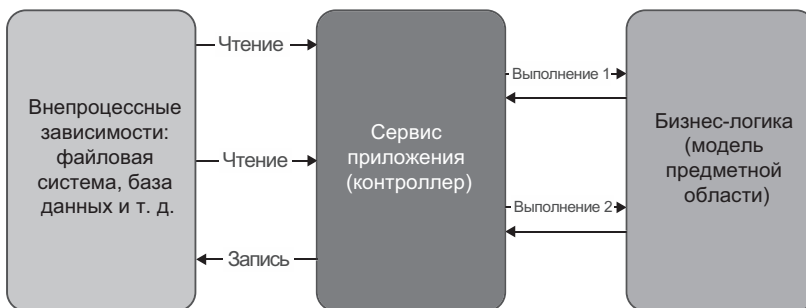 Внепроцессные
зависимости:
файловая
система, база
данных и т. д.
Чтение
Чтение
Запись
Сервис
приложения
(контроллер)
Выполнение 1
Выполнение 2
Бизнес-логика
(модель
предметной
области)